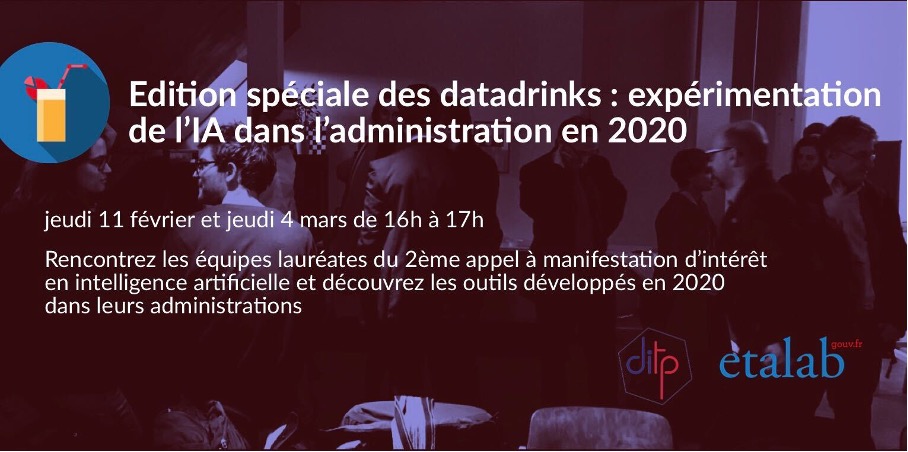 Edition spéciale des datadrinks : expérimentation
de l’IA dans l’administration en 2020
jeudi 11 février et jeudi 4 mars de 16h à 17h
Rencontrez les équipes lauréates du 2ème appel à manifestation d’intérêt
en intelligence artificielle et découvrez les outils développés en 2020
dans leurs administrations
ditp
etalab gouv.fr